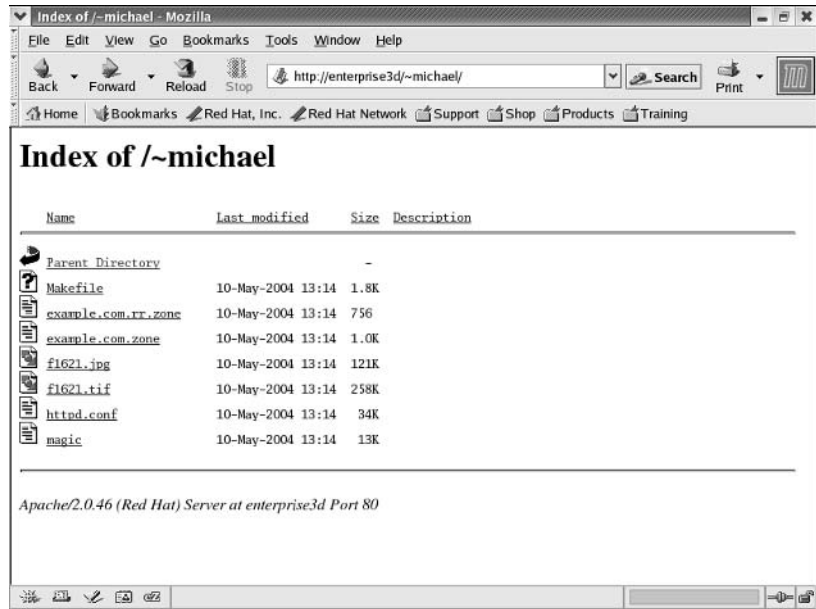 Index of /~michael - Mozilla
File Edit View Go Bookmarks Tools Window Help
Back Forward Reload Stop http://enterprise3d/~michael/ Search Print
Home Bookmarks Red Hat, Inc. Red Hat Network Support Shop Products Training
Index of /~michael
Name Last modified Size Description
Parent Directory -
Makefile 10-May-2004 13:14 1.8K
example.com.rr.zone 10-May-2004 13:14 756
example.com.zone 10-May-2004 13:14 1.0K
f1621.jpg 10-May-2004 13:14 121K
f1621.tif 10-May-2004 13:14 258K
httpd.conf 10-May-2004 13:14 34K
magic 10-May-2004 13:14 13K
Apache/2.0.46 (Red Hat) Server at enterprise3d Port 80